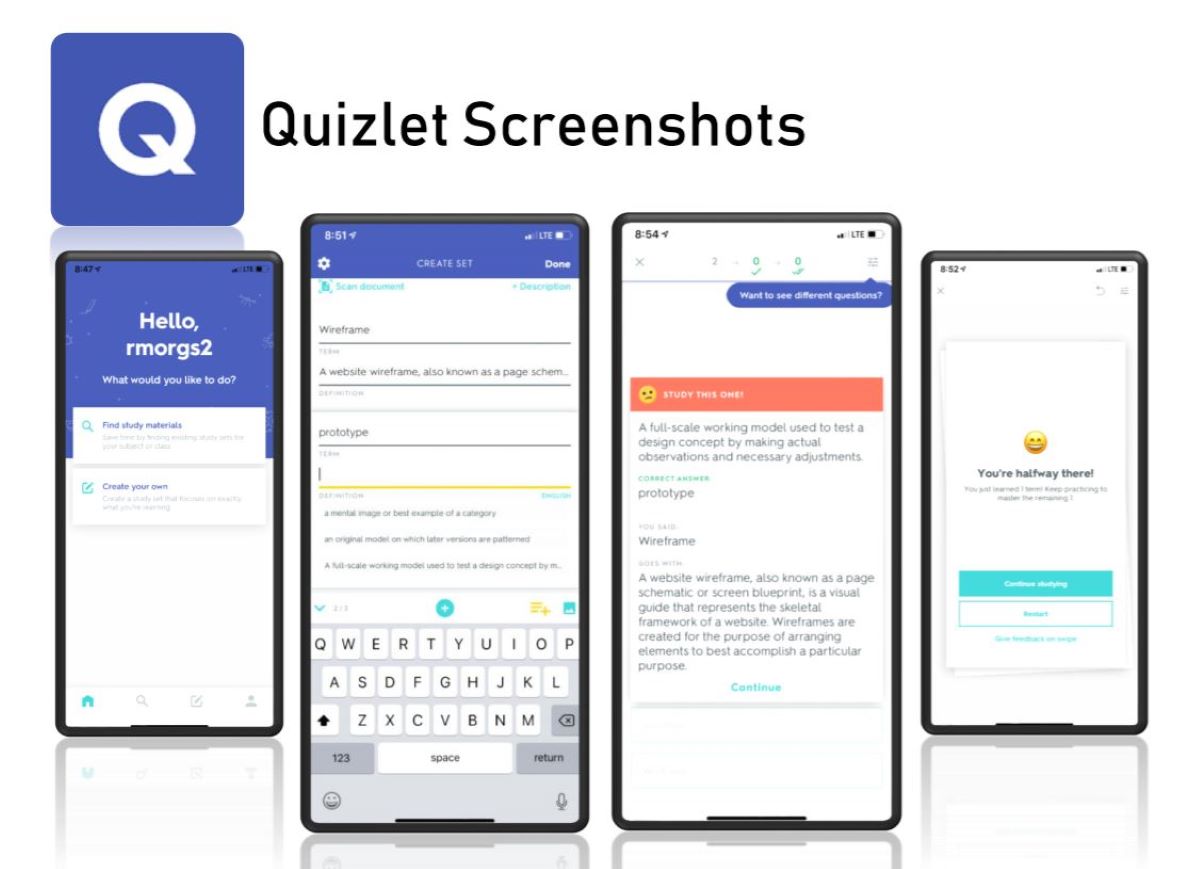 Q
Quizlet Screenshots
8:47
LTE
Hello,
rmorgs2
What would you like to do?
Find study materials
Save time by finding existing study sets for
your subject or class
Create your own
Create a study set that focuses on exactly
what you're learning
8:51
LTE
CREATE SET
Done
Scan document
+ Description
Wireframe
TERM
A website wireframe, also known as a page schem...
DEFINITION
prototype
TERM
DEFINITION
ENGLISH
a mental image or best example of a category
an original model on which later versions are patterned
A full-scale working model used to test a design concept by m...
2 / 3
Q W E R T Y U I O P
A S D F G H J K L
Z X C V B N M
123
space
return
8:54
LTE
2 → 0 → 0
Want to see different questions?
STUDY THIS ONE!
A full-scale working model used to test a
design concept by making actual
observations and necessary adjustments.
CORRECT ANSWER:
prototype
YOU SAID:
Wireframe
GOES WITH:
A website wireframe, also known as a page
schematic or screen blueprint, is a visual
guide that represents the skeletal
framework of a website. Wireframes are
created for the purpose of arranging
elements to best accomplish a particular
purpose.
Continue
8:52
LTE
You're halfway there!
You just learned 1 term! Keep practicing to
master the remaining 1
Continue studying
Restart
Give feedback on swipe